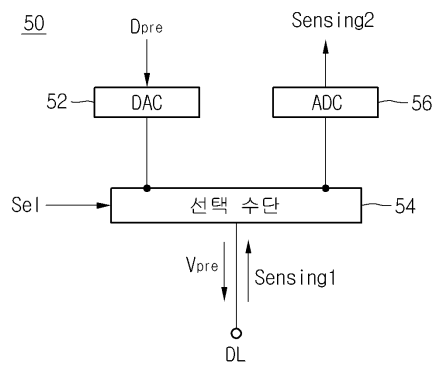 50
Dpre
Sensing2
52
DAC
ADC
56
Sel
선택 수단
54
Vpre
Sensing1
DL